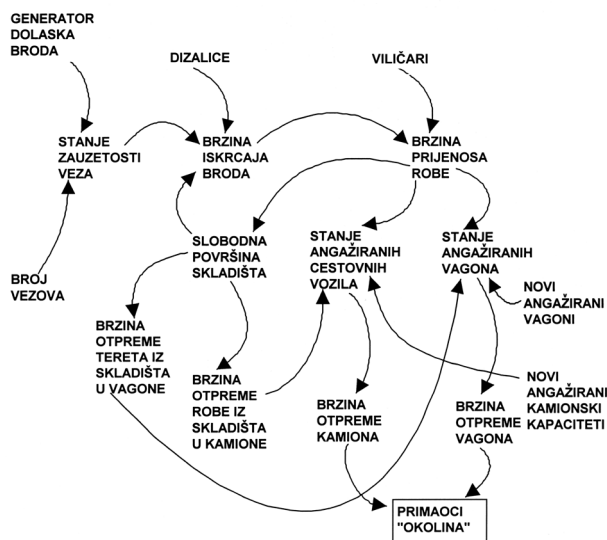 GENERATOR
DOLASKA
BRODA
DIZALICE
VILIČARI
STANJE
ZAUZETOSTI
VEZA
BRZINA
ISKRCAJA
BRODA
BRZINA
PRIJENOSA
ROBE
SLOBODNA
POVRŠINA
SKLADIŠTA
STANJE
ANGAŽIRANIH
CESTOVNIH
VOZILA
STANJE
ANGAŽIRANIH
VAGONA
BROJ
VEZOVA
NOVI
ANGAŽIRANI
VAGONI
BRZINA
OTPREME
TERETA IZ
SKLADIŠTA
U VAGONE
BRZINA
OTPREME
ROBE IZ
SKLADIŠTA
U KAMIONE
BRZINA
OTPREME
KAMIONA
BRZINA
OTPREME
VAGONA
NOVI
ANGAŽIRANI
KAMIONSKI
KAPACITETI
PRIMAOCI
"OKOLINA"